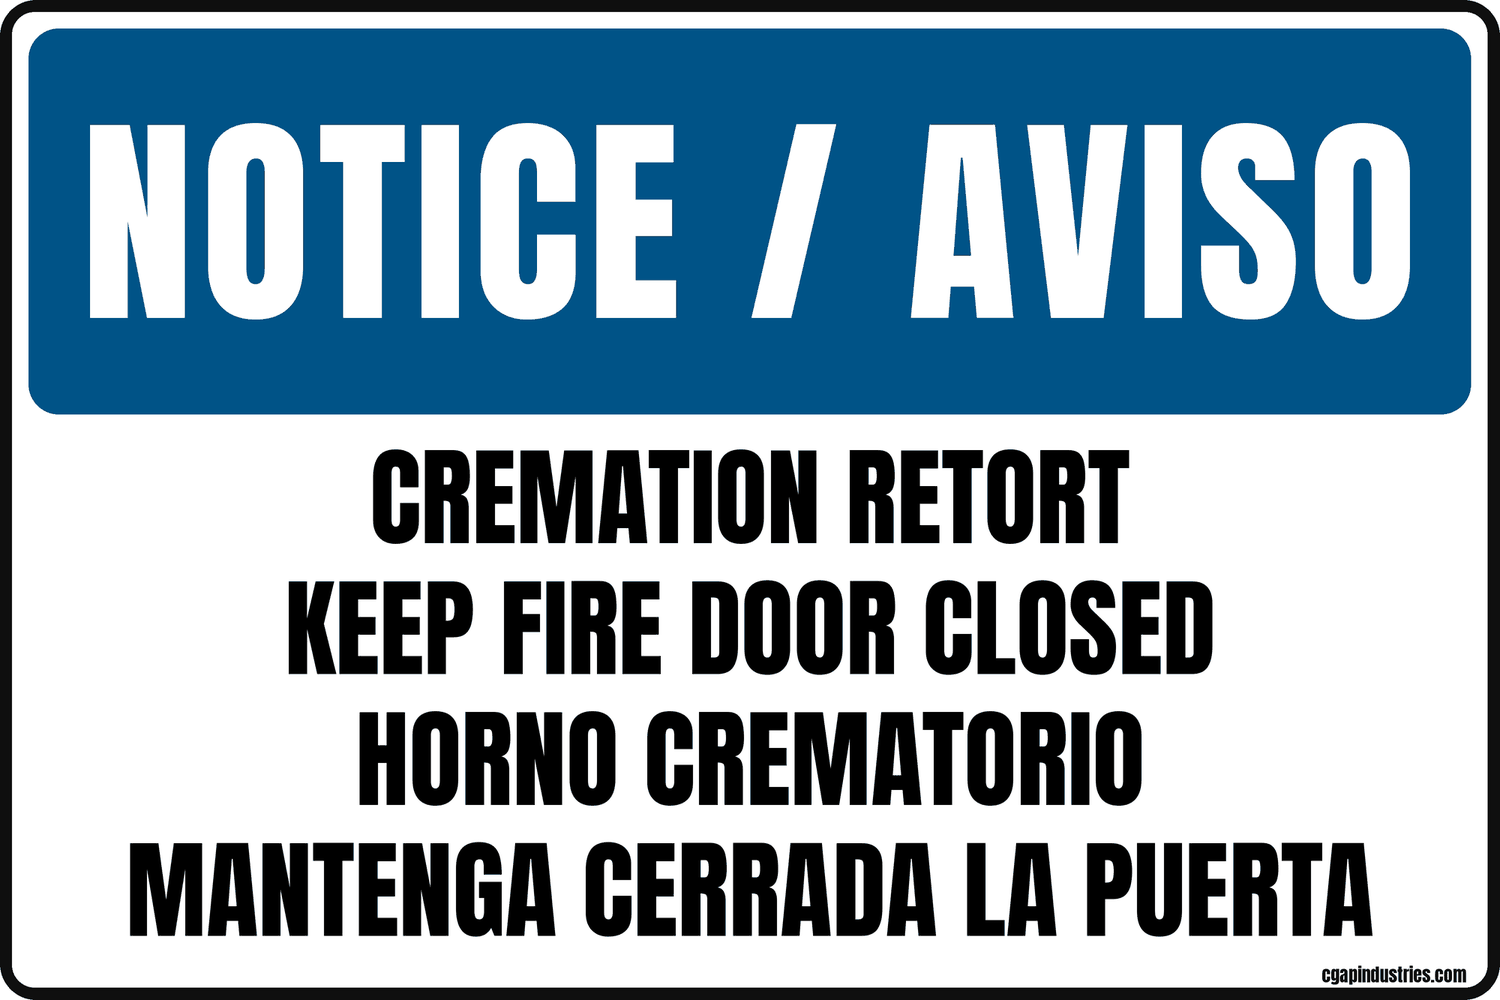 NOTICE / AVISO
CREMATION RETORT
KEEP FIRE DOOR CLOSED
HORNO CREMATORIO
MANTENGA CERRADA LA PUERTA
cgapindustries.com